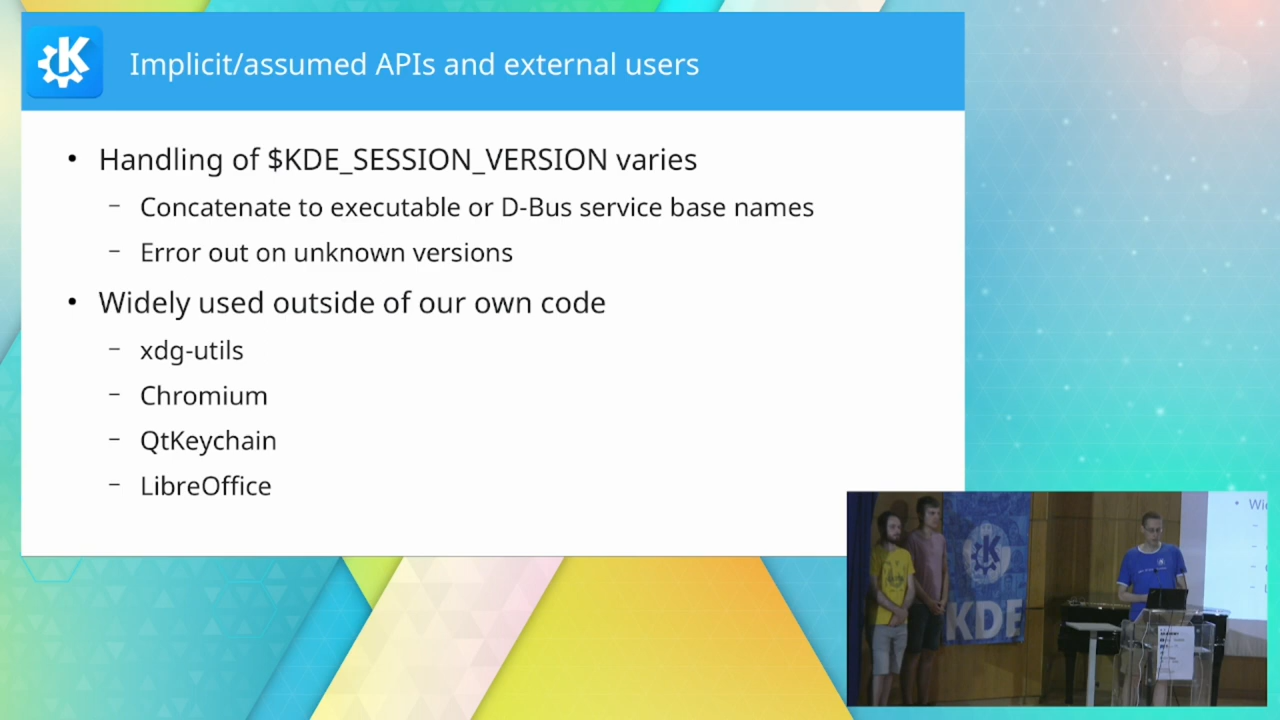 Implicit/assumed APIs and external users
• Handling of $KDE_SESSION_VERSION varies
– Concatenate to executable or D-Bus service base names
– Error out on unknown versions
• Widely used outside of our own code
– xdg-utils
– Chromium
– QtKeychain
– LibreOffice
KDE